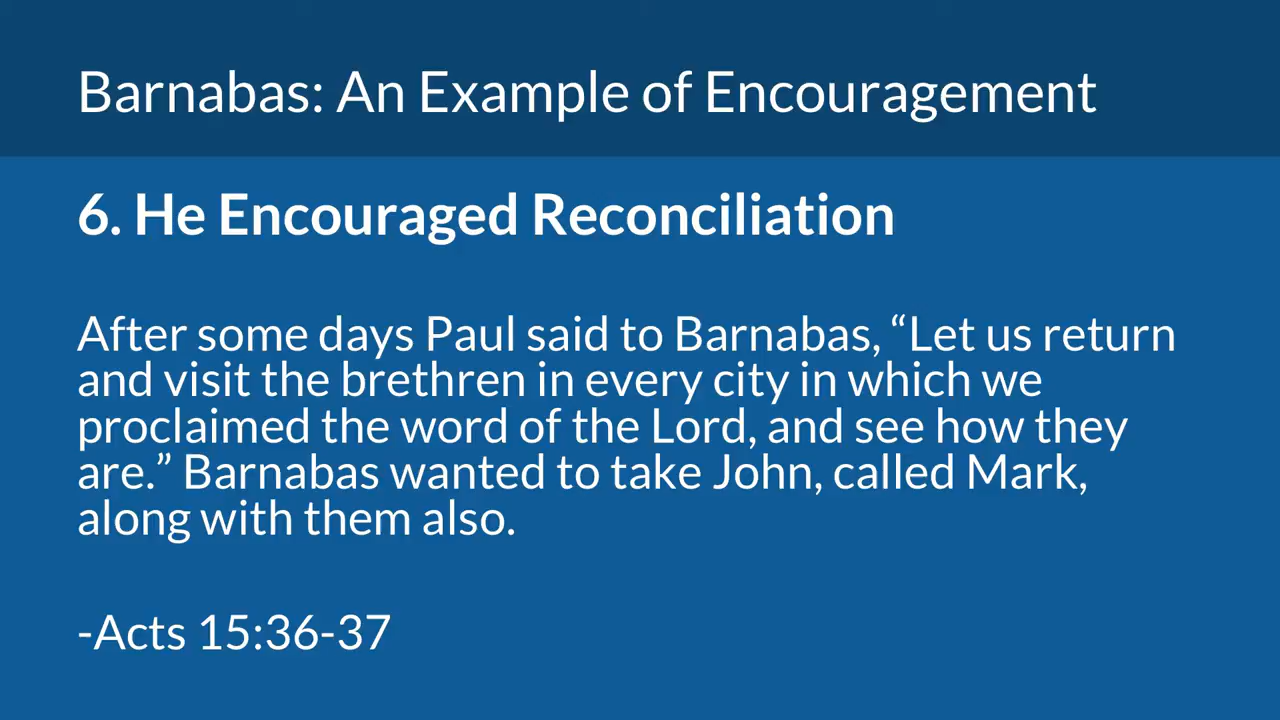 Barnabas: An Example of Encouragement
6. He Encouraged Reconciliation
After some days Paul said to Barnabas, “Let us return
and visit the brethren in every city in which we
proclaimed the word of the Lord, and see how they
are.” Barnabas wanted to take John, called Mark,
along with them also.
-Acts 15:36-37